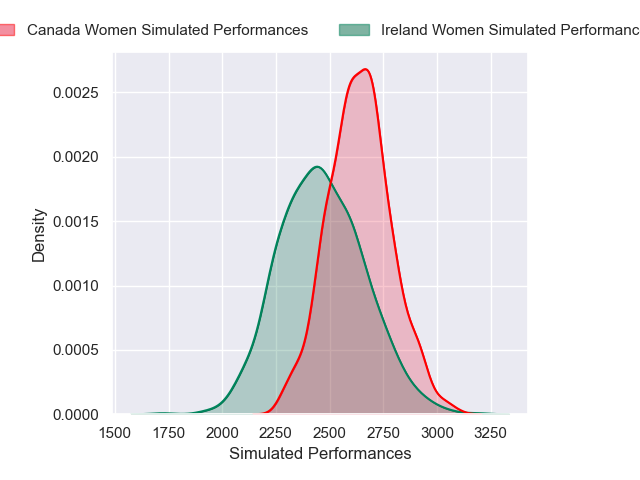 Canada Women Simulated Performances
Ireland Women Simulated Performanc
0.0025
0.0020
0.0015
0.0010
0.0005
0.0000
Density
1500 1750 2000 2250 2500 2750 3000 3250
Simulated Performances